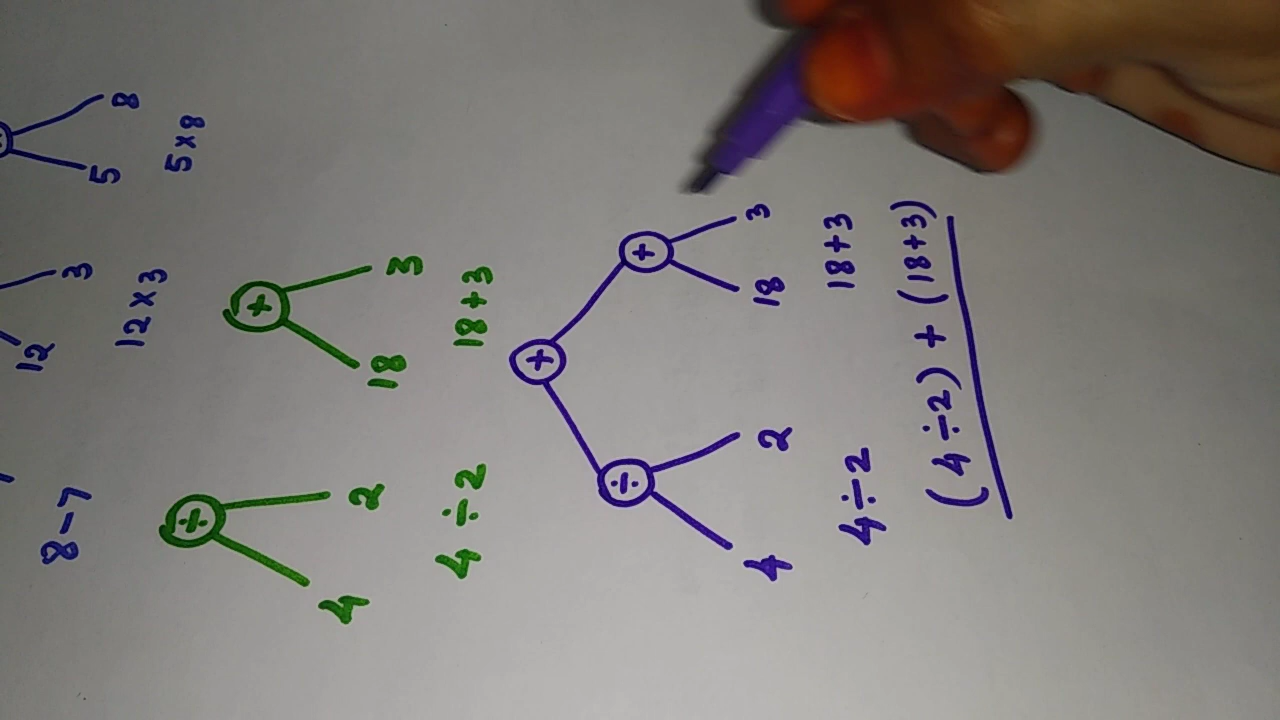 12 3 5 8
8-7 12×3 5×8
÷ +
4 2 18 3
4÷2 18+3
+
÷ +
4 2 18 3
4÷2 18+3
(4÷2) + (18+3)